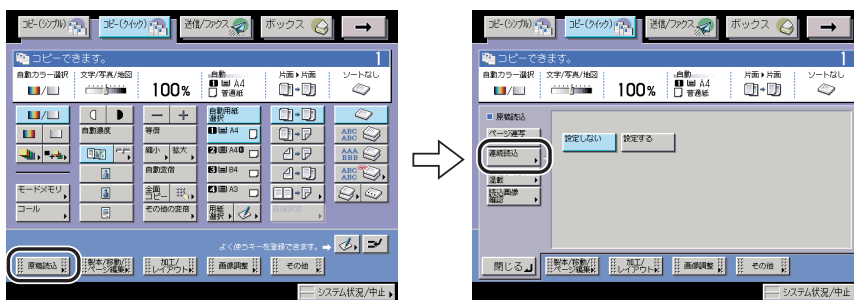 コピー(シンプル)
コピー(クイック)
送信/ファクス
ボックス
コピーできます。
1
自動カラー選択
文字/写真/地図
100%
自動
A4
普通紙
片面▸片面
ソートなし
自動濃度
等倍
縮小
拡大
自動変倍
全面コピー
その他の変倍
自動用紙選択
1 A4
2 A4
3 B4
4 A3
用紙選択
ABC
ABC
AAA
BBB
ABC
ABC
モードメモリ
コール
よく使うキーを登録できます。
原稿読込
製本/移動/ページ編集
加工/レイアウト
画像調整
その他
システム状況/中止
コピー(シンプル)
コピー(クイック)
送信/ファクス
ボックス
コピーできます。
1
自動カラー選択
文字/写真/地図
100%
自動
A4
普通紙
片面▸片面
ソートなし
原稿読込
ページ連写
連続読込
混載
読込画像確認
設定しない
設定する
閉じる
製本/移動/ページ編集
加工/レイアウト
画像調整
その他
システム状況/中止